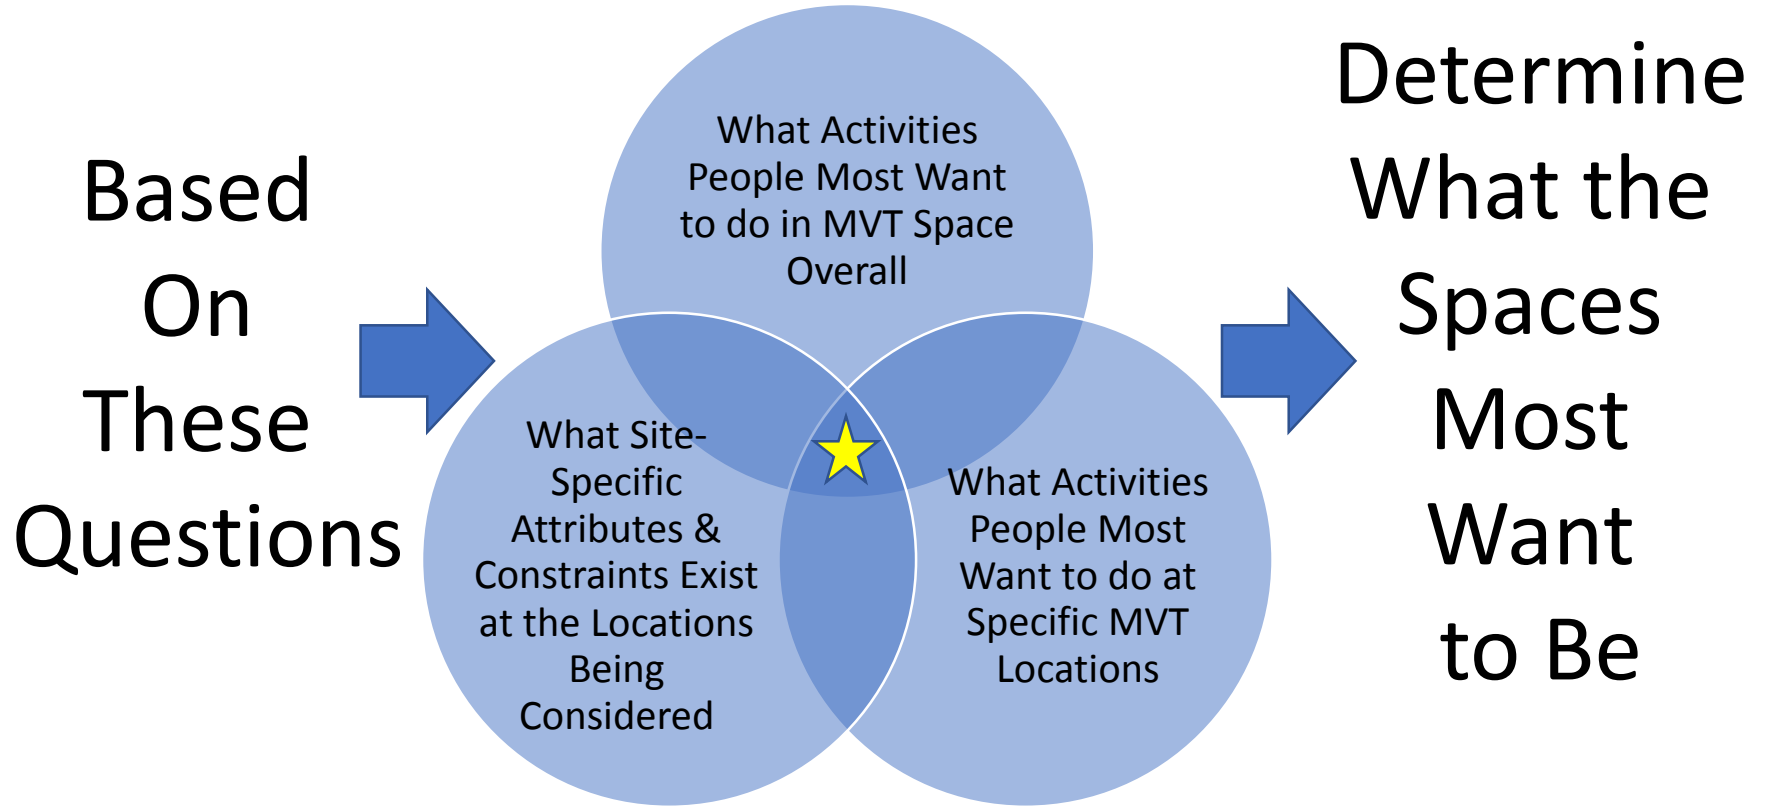 Based
On
These
Questions
What Activities
People Most Want
to do in MVT Space
Overall
What Site-
Specific
Attributes &
Constraints Exist
at the Locations
Being
Considered
What Activities
People Most
Want to do at
Specific MVT
Locations
Determine
What the
Spaces
Most
Want
to Be